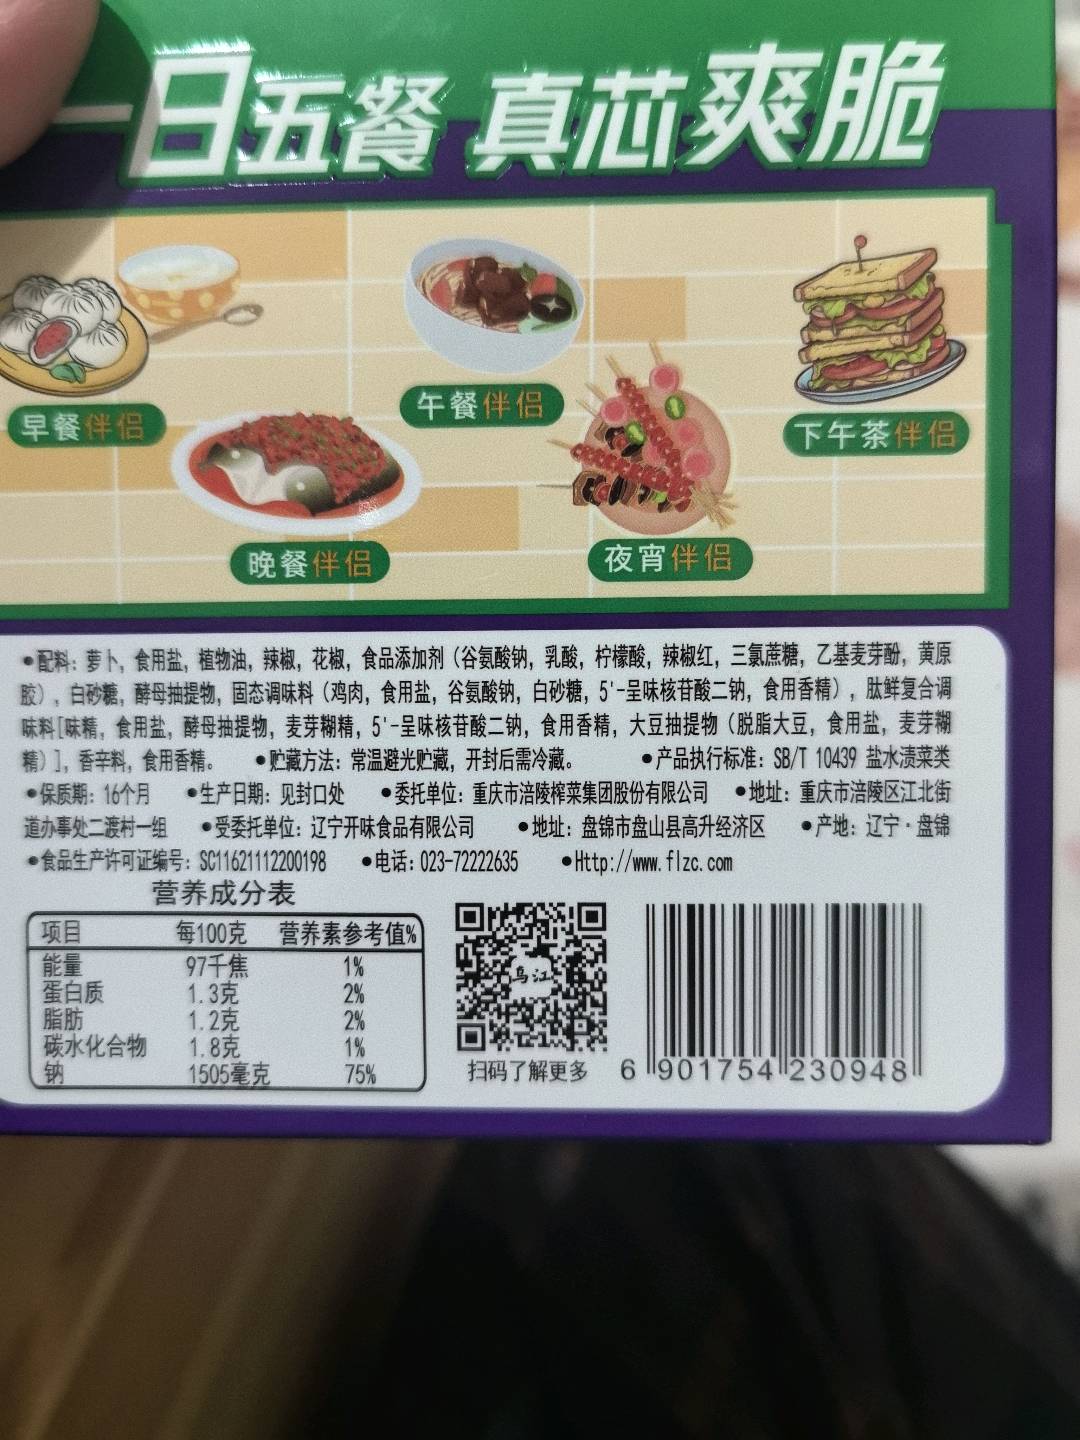 一日五餐 真芯爽脆
早餐伴侣
午餐伴侣
下午茶伴侣
晚餐伴侣
夜宵伴侣
•配料：萝卜，食用盐，植物油，辣椒，花椒，食品添加剂（谷氨酸钠，乳酸，柠檬酸，辣椒红，三氯蔗糖，乙基麦芽酚，黄原
胶），白砂糖，酵母抽提物，固态调味料（鸡肉，食用盐，谷氨酸钠，白砂糖，5'-呈味核苷酸二钠，食用香精），肽鲜复合调
味料[味精，食用盐，酵母抽提物，麦芽糊精，5'-呈味核苷酸二钠，食用香精，大豆抽提物（脱脂大豆，食用盐，麦芽糊
精）]，香辛料，食用香精。 •贮藏方法：常温避光贮藏，开封后需冷藏。 •产品执行标准：SB/T 10439 盐水渍菜类
•保质期：16个月 •生产日期：见封口处 •委托单位：重庆市涪陵榨菜集团股份有限公司 •地址：重庆市涪陵区江北街
道办事处二渡村一组 •受委托单位：辽宁开味食品有限公司 •地址：盘锦市盘山县高升经济区 •产地：辽宁·盘锦
•食品生产许可证编号：SC11621112200198 •电话：023-72222635 •Http://www.flzc.com
营养成分表
项目 每100克 营养素参考值%
能量 97千焦 1%
蛋白质 1.3克 2%
脂肪 1.2克 2%
碳水化合物 1.8克 1%
钠 1505毫克 75%
乌江
扫码了解更多
6 901754 230948